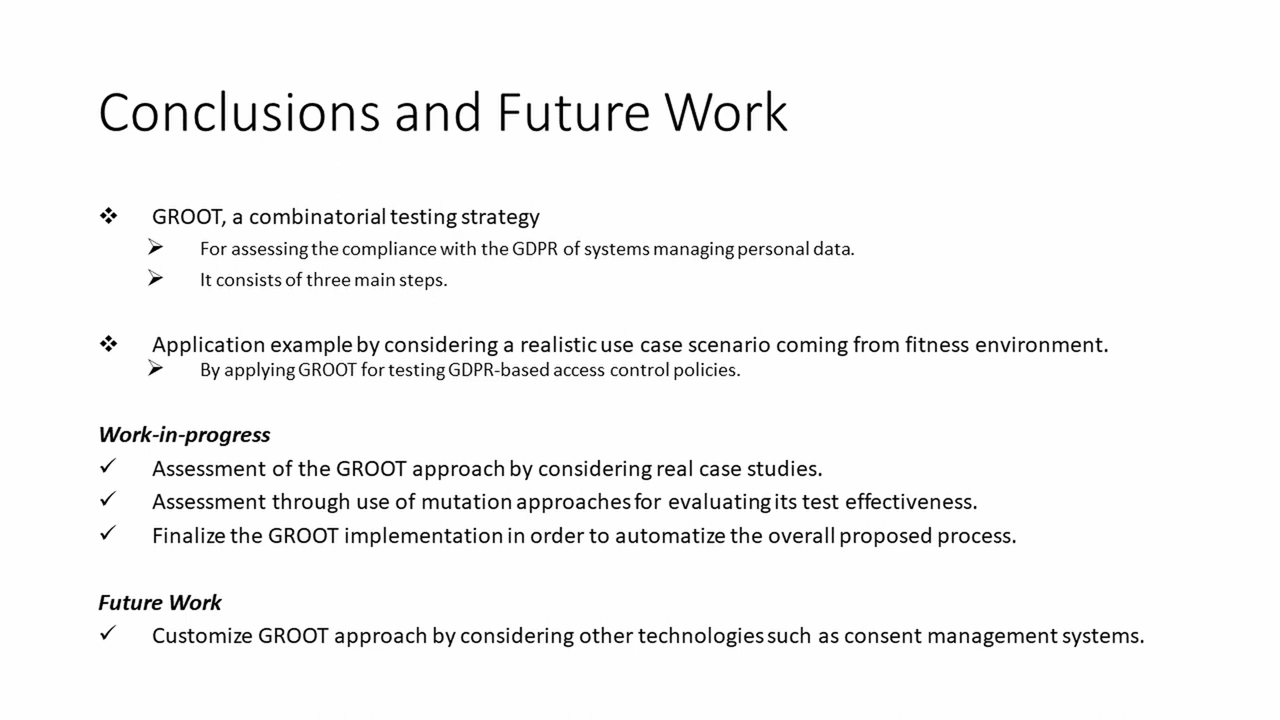 Conclusions and Future Work
❖ GROOT, a combinatorial testing strategy
➢ For assessing the compliance with the GDPR of systems managing personal data.
➢ It consists of three main steps.
❖ Application example by considering a realistic use case scenario coming from fitness environment.
➢ By applying GROOT for testing GDPR-based access control policies.
Work-in-progress
✓ Assessment of the GROOT approach by considering real case studies.
✓ Assessment through use of mutation approaches for evaluating its test effectiveness.
✓ Finalize the GROOT implementation in order to automatize the overall proposed process.
Future Work
✓ Customize GROOT approach by considering other technologies such as consent management systems.